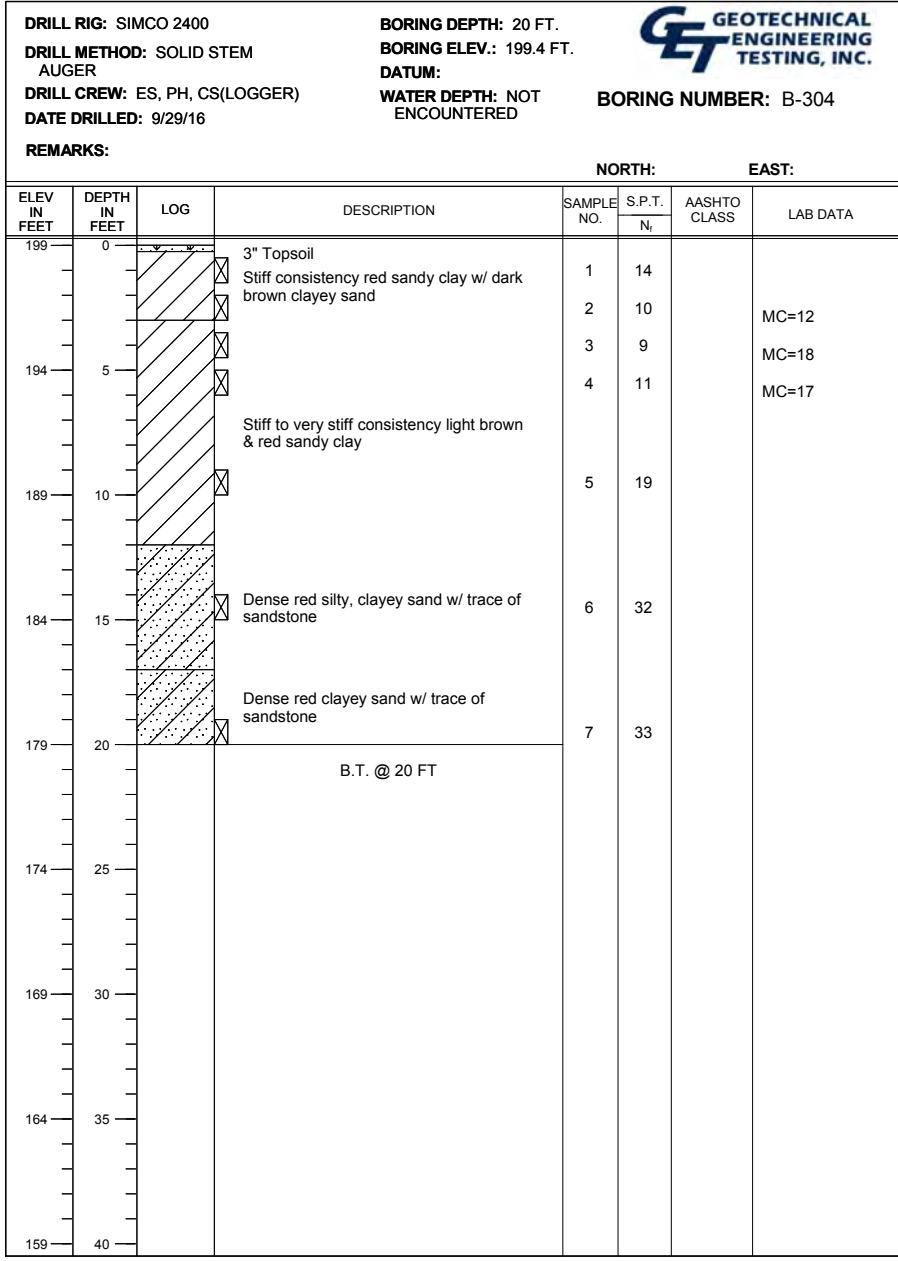 DRILL RIG: SIMCO 2400
DRILL METHOD: SOLID STEM
AUGER
DRILL CREW: ES, PH, CS(LOGGER)
DATE DRILLED: 9/29/16
REMARKS:
BORING DEPTH: 20 FT.
BORING ELEV.: 199.4 FT.
DATUM:
WATER DEPTH: NOT
ENCOUNTERED
GET GEOTECHNICAL
ENGINEERING
TESTING, INC.
BORING NUMBER: B-304
NORTH: EAST:
ELEV IN FEET
DEPTH IN FEET
LOG
DESCRIPTION
SAMPLE NO.
S.P.T. Nf
AASHTO CLASS
LAB DATA
199 0
3" Topsoil
Stiff consistency red sandy clay w/ dark
brown clayey sand
1 14
2 10 MC=12
3 9 MC=18
194 5
4 11 MC=17
Stiff to very stiff consistency light brown
& red sandy clay
5 19
189 10
Dense red silty, clayey sand w/ trace of
sandstone
6 32
184 15
Dense red clayey sand w/ trace of
sandstone
7 33
179 20
B.T. @ 20 FT
174 25
169 30
164 35
159 40